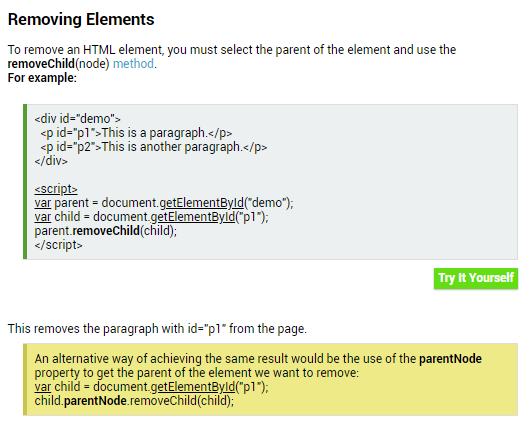 Removing Elements
To remove an HTML element, you must select the parent of the element and use the
removeChild(node) method.
For example:
<div id="demo">
<p id="p1">This is a paragraph.</p>
<p id="p2">This is another paragraph.</p>
</div>
<script>
var parent = document.getElementById("demo");
var child = document.getElementById("p1");
parent.removeChild(child);
</script>
Try It Yourself
This removes the paragraph with id="p1" from the page.
An alternative way of achieving the same result would be the use of the parentNode
property to get the parent of the element we want to remove:
var child = document.getElementById("p1");
child.parentNode.removeChild(child);